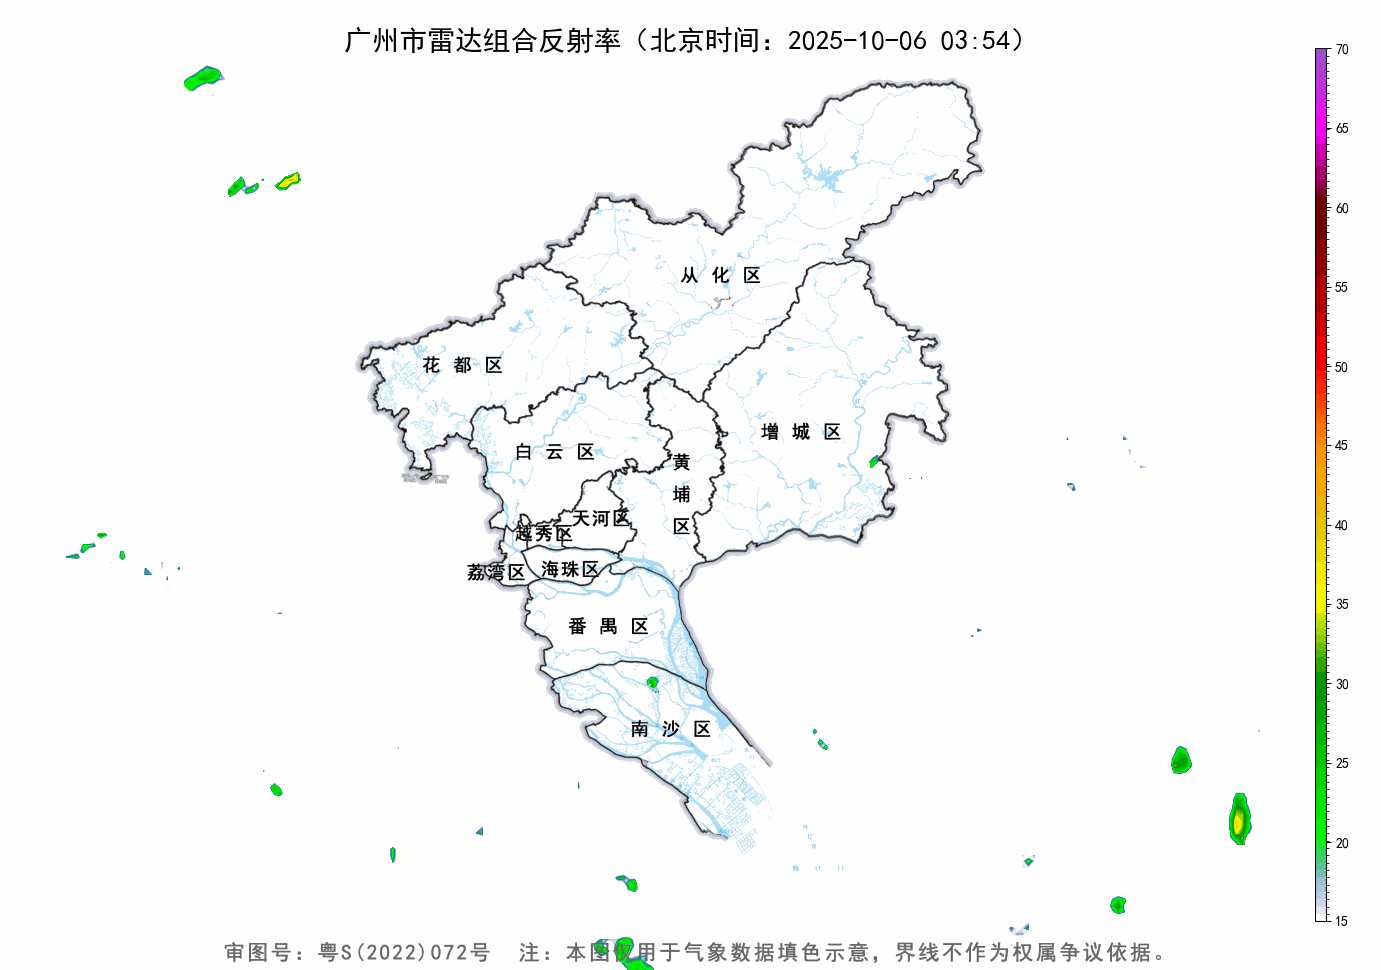 广州市雷达组合反射率（北京时间：2025-10-06 03:54）
70
65
60
55
50
45
40
35
30
25
20
15
从化区
花都区
增城区
白云区
黄埔区
天河区
越秀区
荔湾区
海珠区
番禺区
南沙区
审图号：粤S(2022)072号 注：本图仅用于气象数据填色示意，界线不作为权属争议依据。